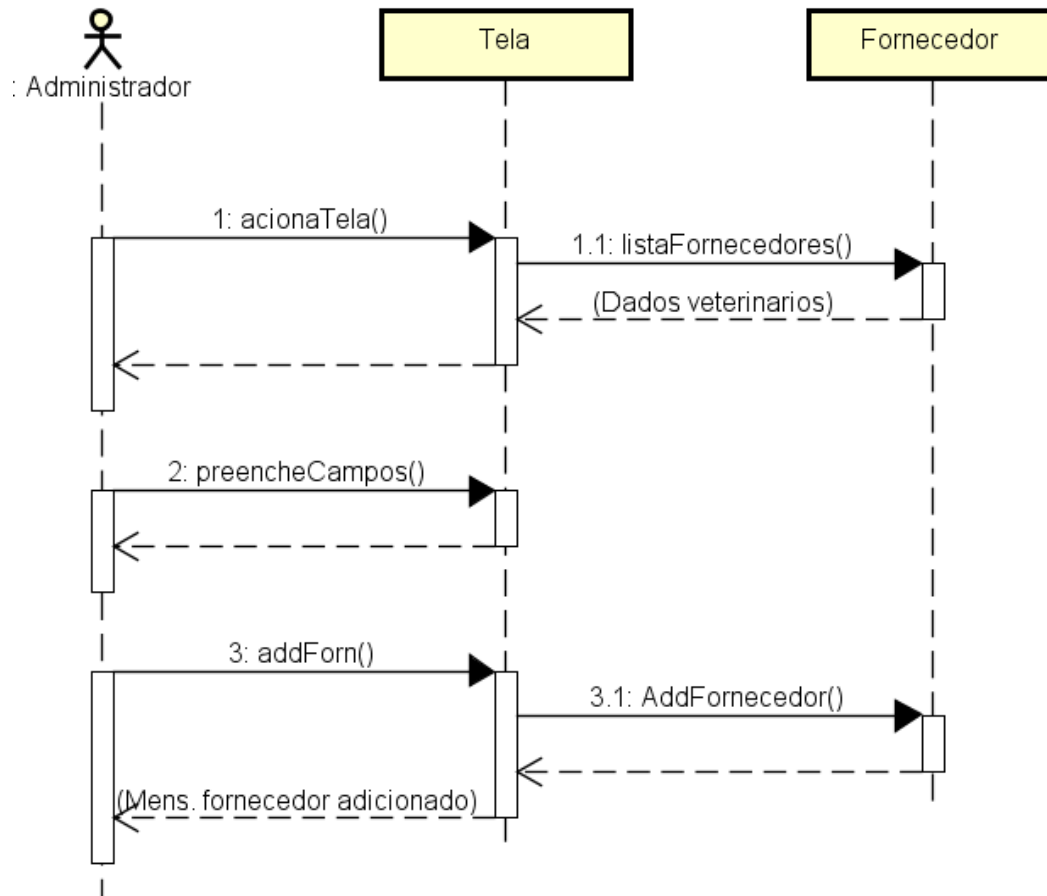 : Administrador
Tela
Fornecedor
1: acionaTela()
1.1: listaFornecedores()
(Dados veterinarios)
2: preencheCampos()
3: addForn()
3.1: AddFornecedor()
(Mens. fornecedor adicionado)